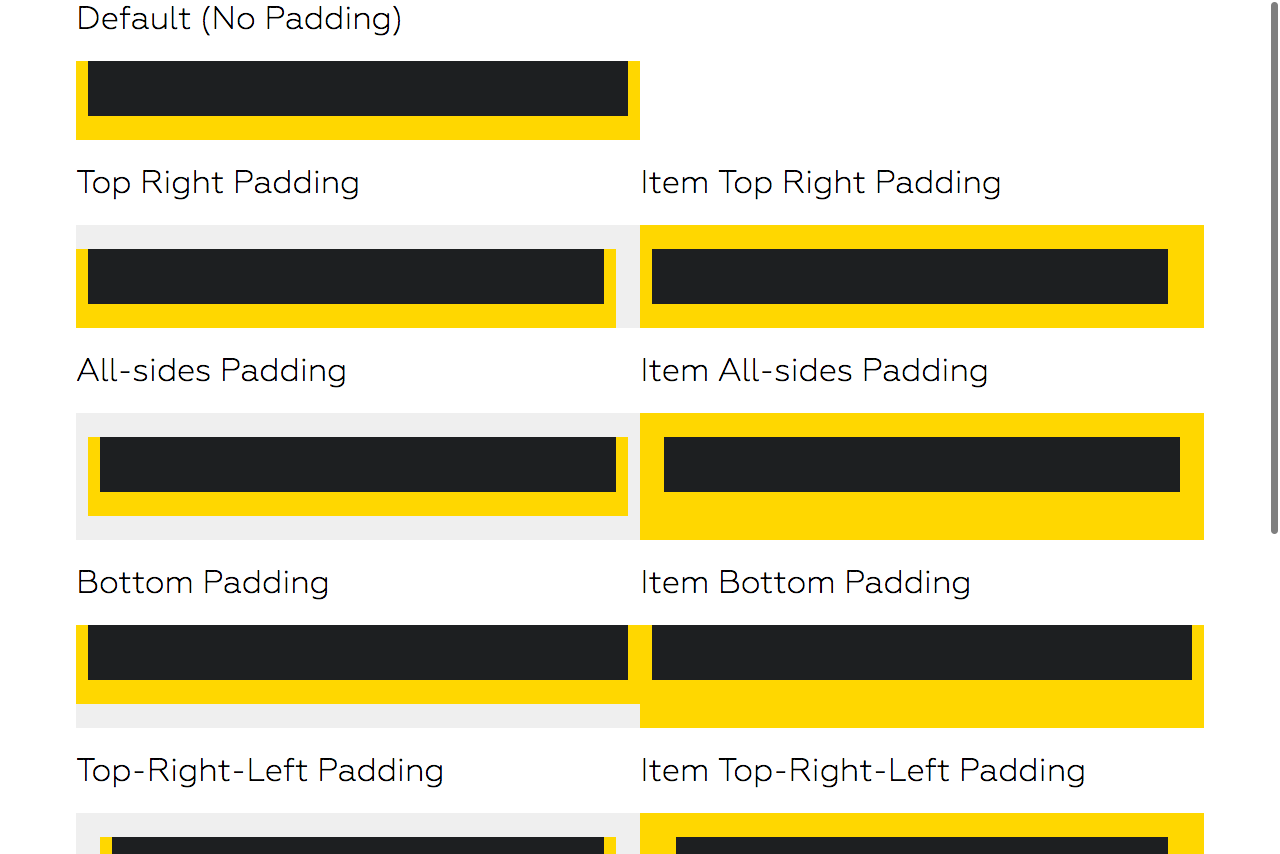 Default (No Padding)
Top Right Padding
Item Top Right Padding
All-sides Padding
Item All-sides Padding
Bottom Padding
Item Bottom Padding
Top-Right-Left Padding
Item Top-Right-Left Padding